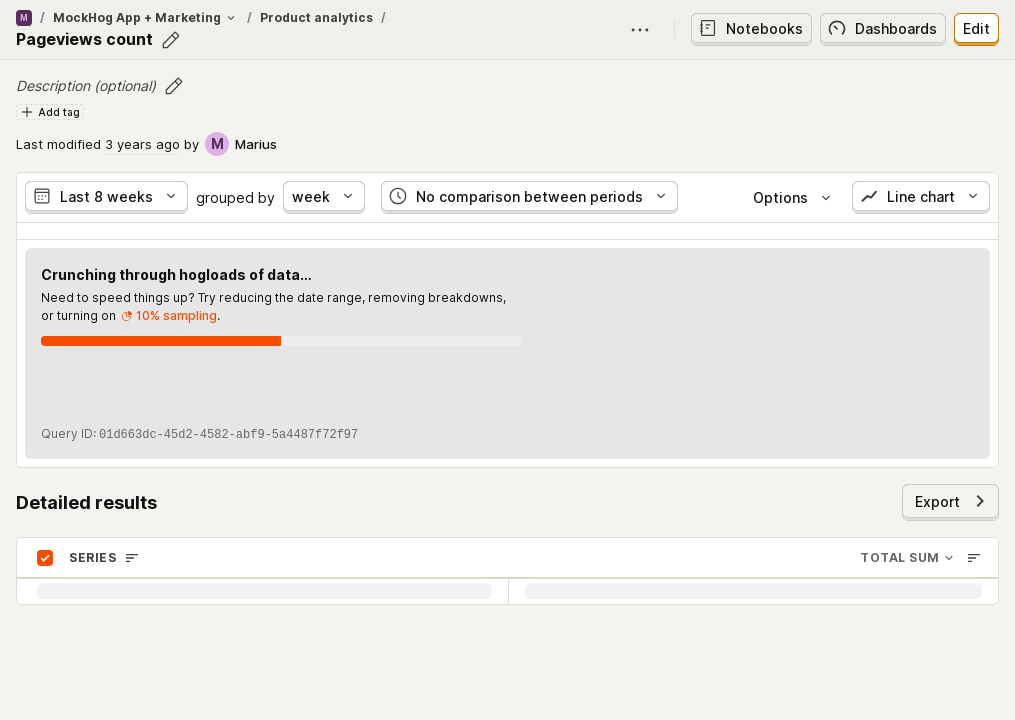 M / MockHog App + Marketing / Product analytics /
Pageviews count
Notebooks
Dashboards
Edit
Description (optional)
Add tag
Last modified 3 years ago by M Marius
Last 8 weeks grouped by week No comparison between periods Options Line chart
Crunching through hogloads of data...
Need to speed things up? Try reducing the date range, removing breakdowns,
or turning on 10% sampling.
Query ID: 01d663dc-45d2-4582-abf9-5a4487f72f97
Detailed results
Export
SERIES
TOTAL SUM